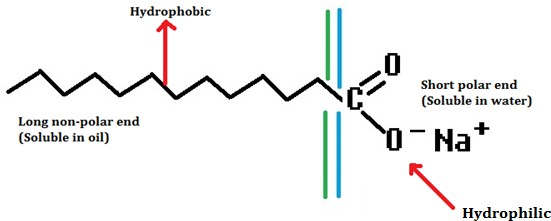 Hydrophobic
O
Short polar end
(Soluble in water)
C
Long non-polar end
(Soluble in oil)
O⁻ Na⁺
Hydrophilic